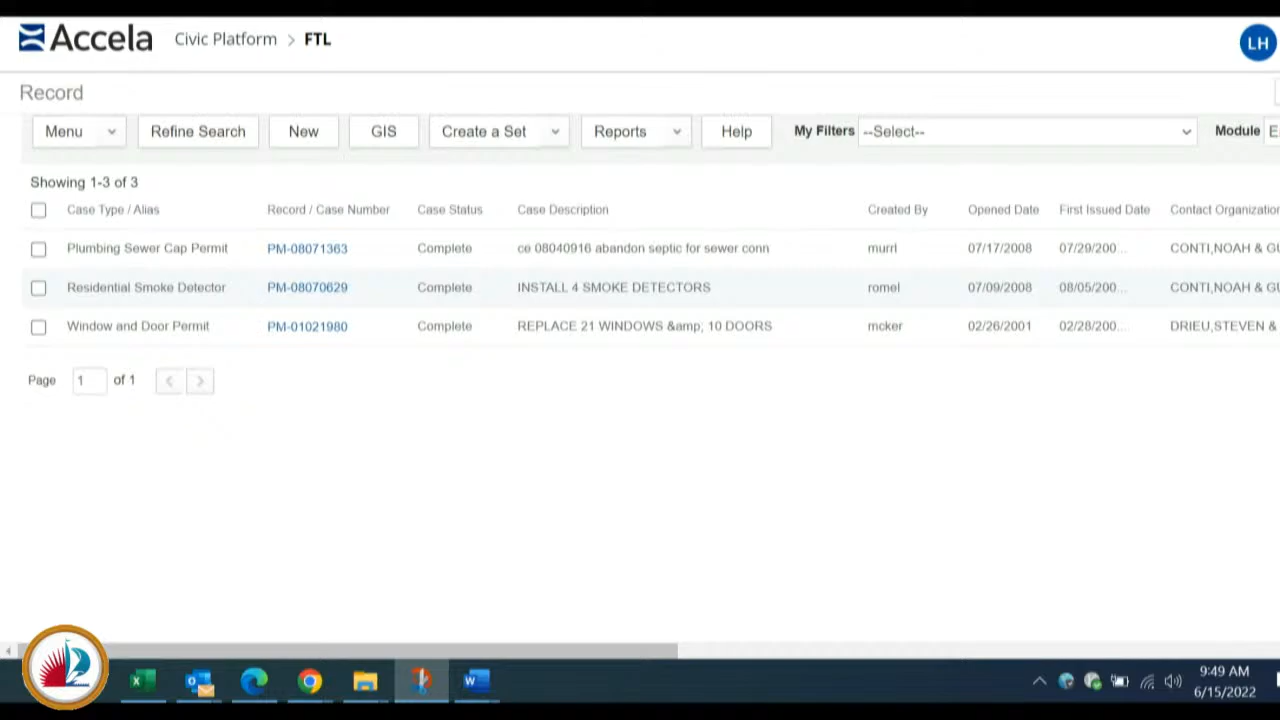 Accela Civic Platform > FTL
LH
Record
Menu Refine Search New GIS Create a Set Reports Help My Filters --Select-- Module E
Showing 1-3 of 3
Case Type / Alias Record / Case Number Case Status Case Description Created By Opened Date First Issued Date Contact Organization
Plumbing Sewer Cap Permit PM-08071363 Complete ce 08040916 abandon septic for sewer conn murrl 07/17/2008 07/29/200... CONTI,NOAH & GU
Residential Smoke Detector PM-08070629 Complete INSTALL 4 SMOKE DETECTORS romel 07/09/2008 08/05/200... CONTI,NOAH & GU
Window and Door Permit PM-01021980 Complete REPLACE 21 WINDOWS &amp; 10 DOORS mcker 02/26/2001 02/28/200... DRIEU,STEVEN &
Page 1 of 1 < >
9:49 AM
6/15/2022